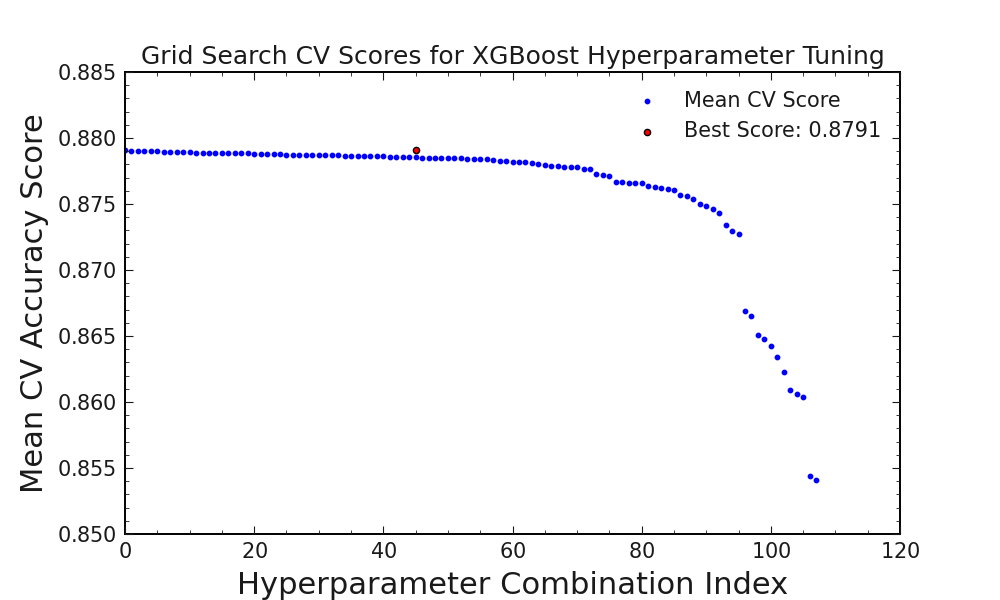 Grid Search CV Scores for XGBoost Hyperparameter Tuning
0.885
0.880
0.875
0.870
0.865
0.860
0.855
0.850
Mean CV Accuracy Score
Mean CV Score
Best Score: 0.8791
0 20 40 60 80 100 120
Hyperparameter Combination Index